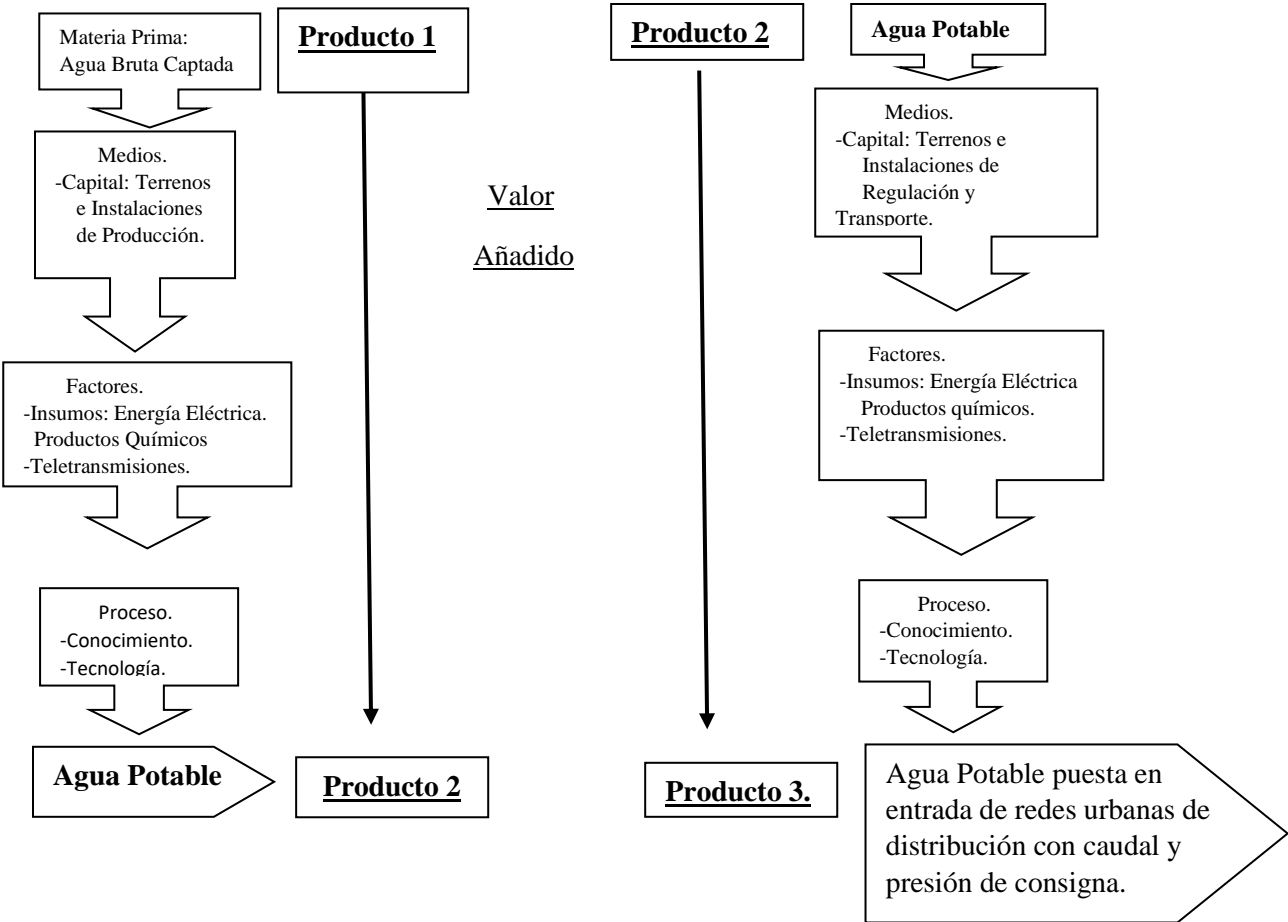 Materia Prima:
Agua Bruta Captada
Medios.
-Capital: Terrenos
e Instalaciones
de Producción.
Factores.
-Insumos: Energía Eléctrica.
Productos Químicos
-Teletransmisiones.
Proceso.
-Conocimiento.
-Tecnología.
Agua Potable
Producto 1
Producto 2
Valor
Añadido
Producto 2
Producto 3.
Agua Potable
Medios.
-Capital: Terrenos e
Instalaciones de
Regulación y
Transporte.
Factores.
-Insumos: Energía Eléctrica
Productos químicos.
-Teletransmisiones.
Proceso.
-Conocimiento.
-Tecnología.
Agua Potable puesta en
entrada de redes urbanas de
distribución con caudal y
presión de consigna.